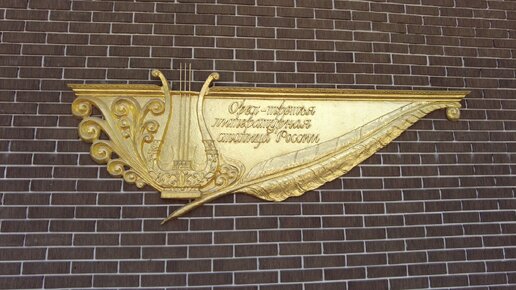 Орел - третья
литературная
столица России